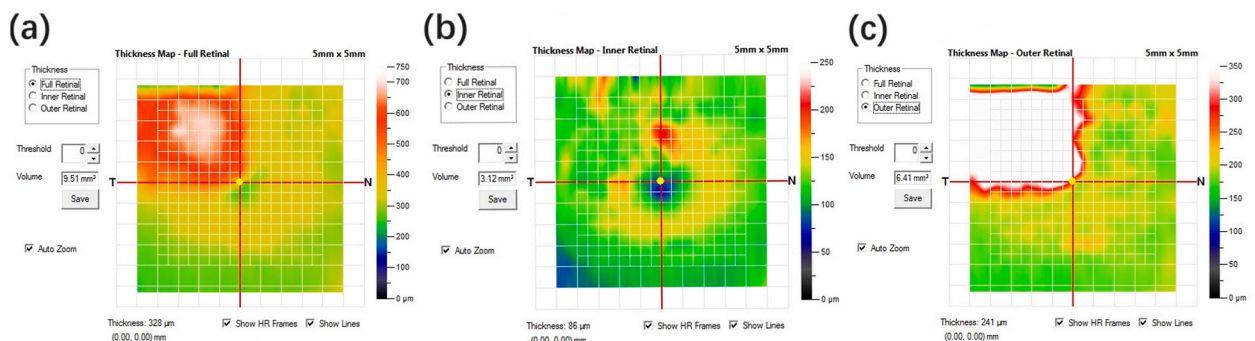 (a)
Thickness Map - Full Retinal 5mm x 5mm
Thickness
Full Retinal
Inner Retinal
Outer Retinal
Threshold 0
Volume 9.51 mm³
Save
Auto Zoom
T N
750
700
600
500
400
300
200
100
0 µm
Thickness: 328 µm Show HR Frames Show Lines
(0.00, 0.00) mm
(b)
Thickness Map - Inner Retinal 5mm x 5mm
Thickness
Full Retinal
Inner Retinal
Outer Retinal
Threshold 0
Volume 3.12 mm³
Save
Auto Zoom
T N
250
200
150
100
50
0 µm
Thickness: 86 µm Show HR Frames Show Lines
(0.00, 0.00) mm
(c)
Thickness Map - Outer Retinal 5mm x 5mm
Thickness
Full Retinal
Inner Retinal
Outer Retinal
Threshold 0
Volume 6.41 mm³
Save
Auto Zoom
T N
350
300
250
200
150
100
50
0 µm
Thickness: 241 µm Show HR Frames Show Lines
(0.00, 0.00) mm